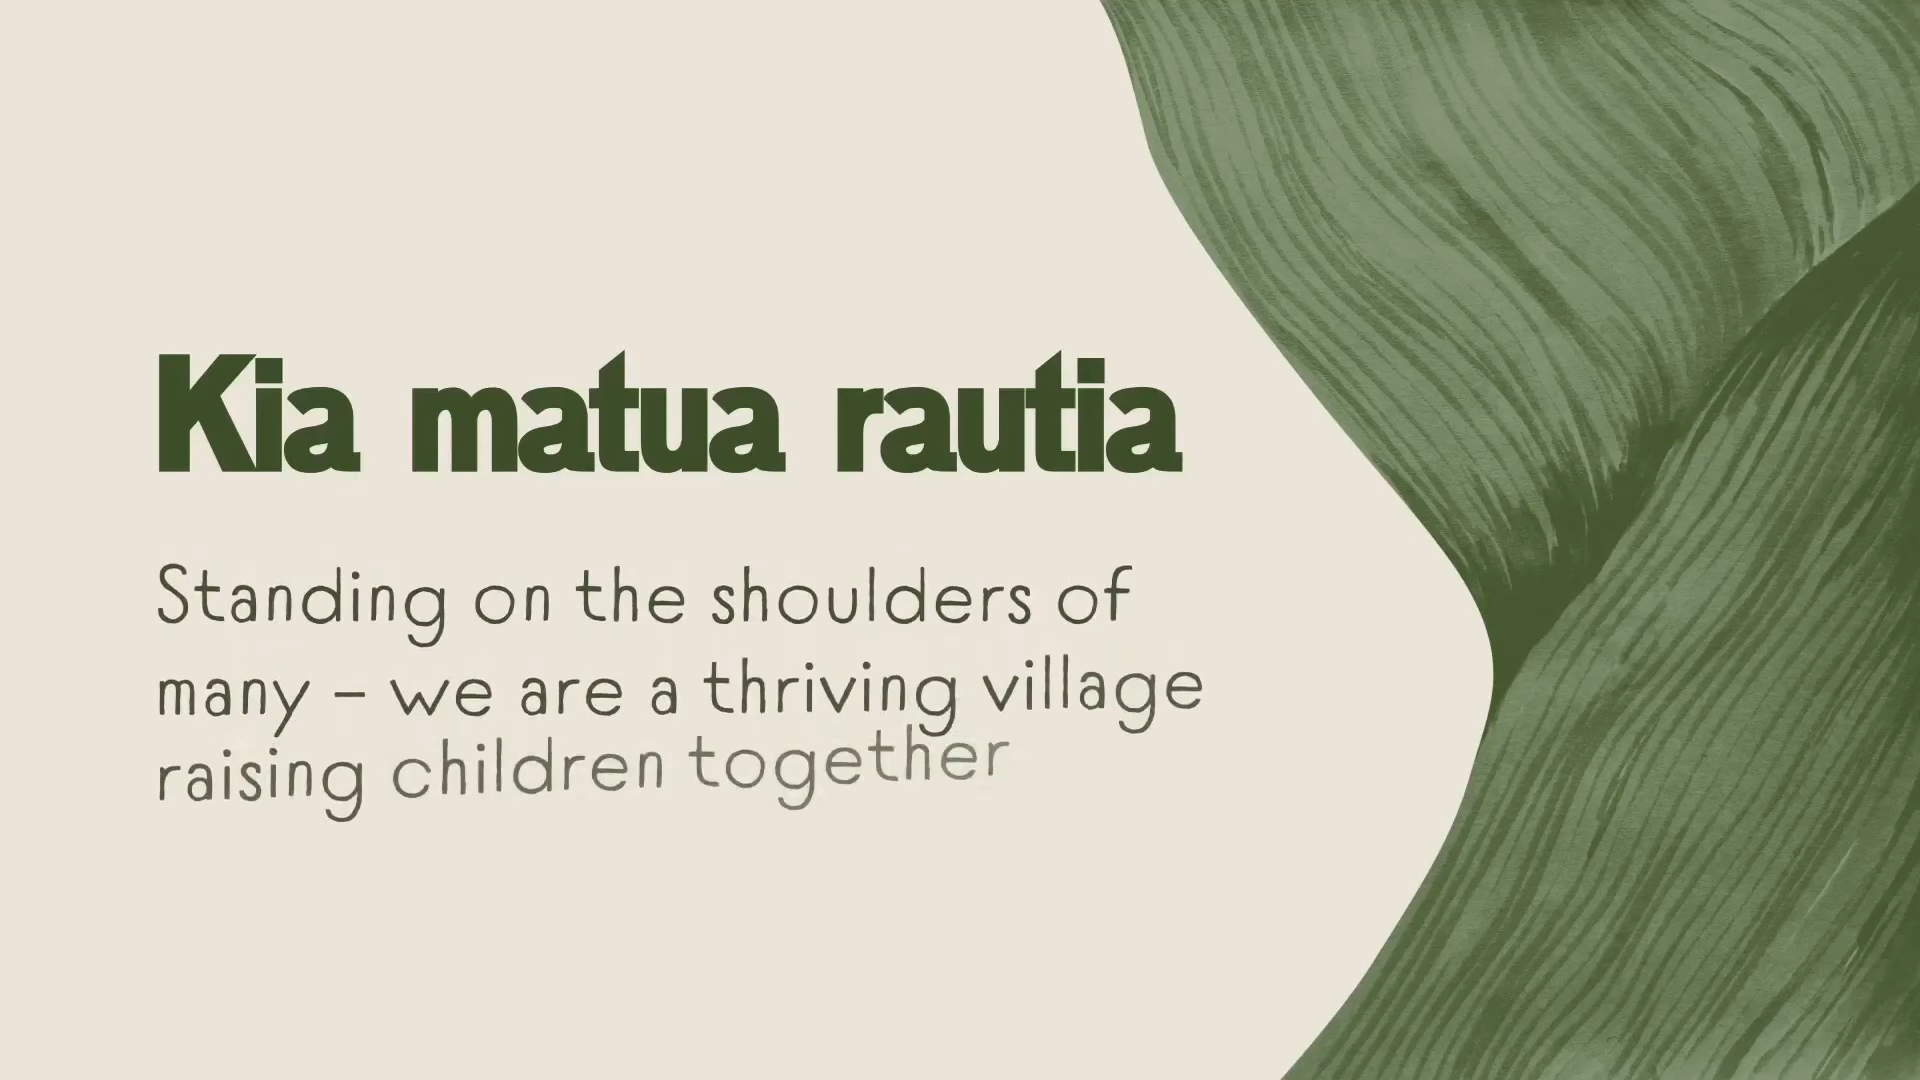 Kia matua rautia
Standing on the shoulders of
many – we are a thriving village
raising children together